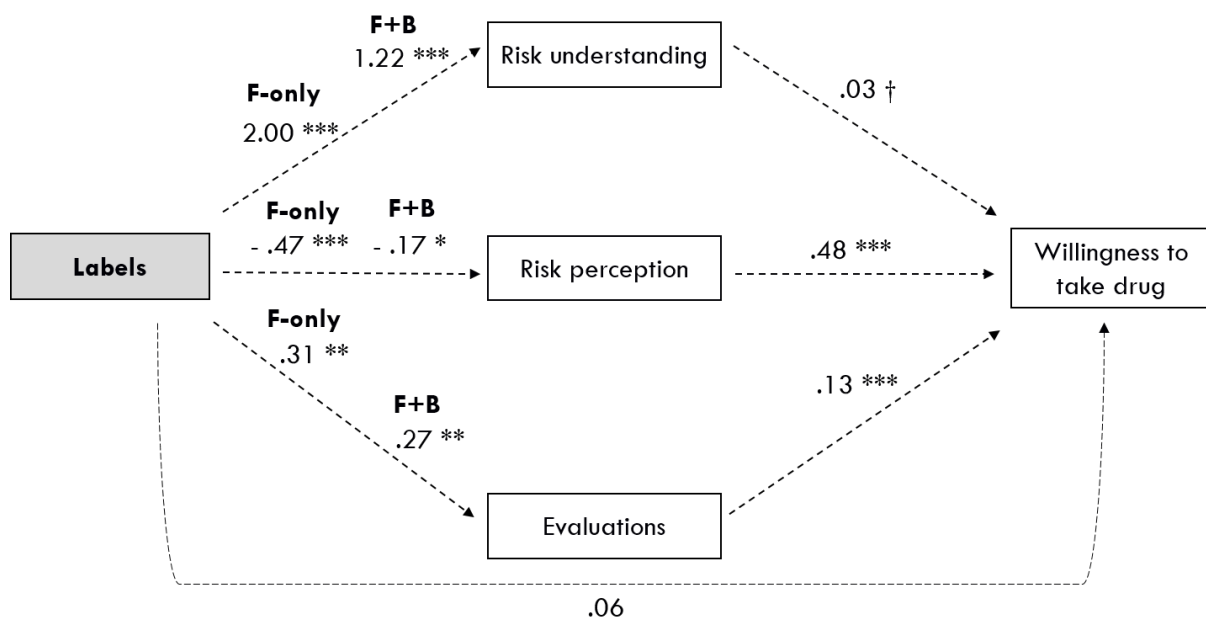 F+B
1.22 ***
Risk understanding
F-only
2.00 ***
.03 †
F-only
- .47 ***
F+B
- .17 *
Labels
Risk perception
.48 ***
Willingness to
take drug
F-only
.31 **
F+B
.27 **
.13 ***
Evaluations
.06